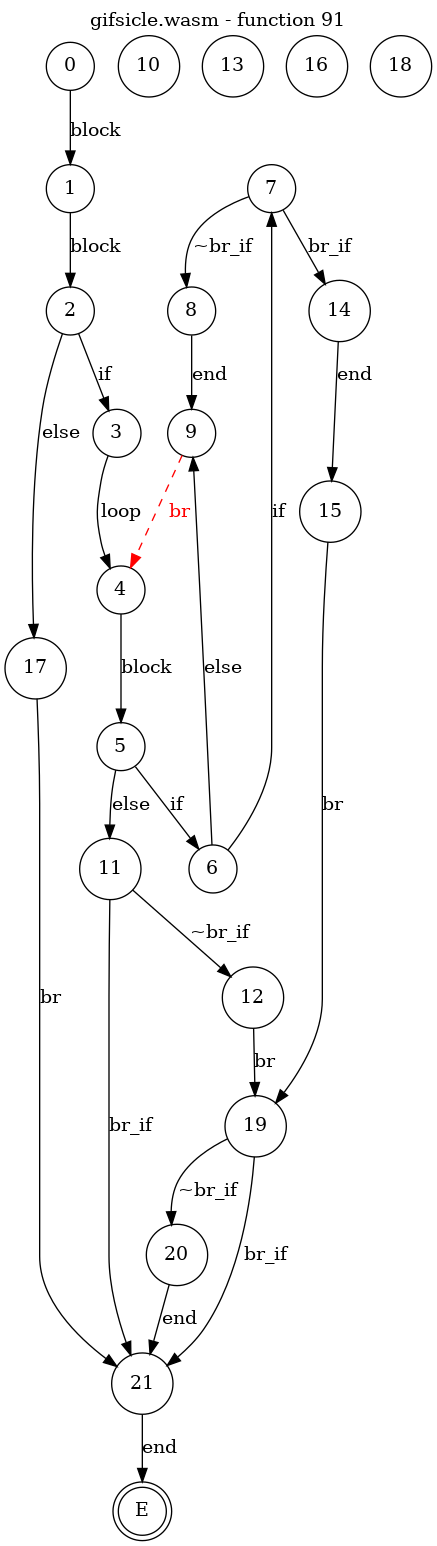 gifsicle.wasm - function 91
0 10 13 16 18
block
1 7
block ~br_if br_if
2 8 14
else if end end
3 9
loop br 15
4 if
block else
17
5
else if br
11 6
~br_if
br 12
br_if br
19
~br_if
20 br_if
end
21
end
E